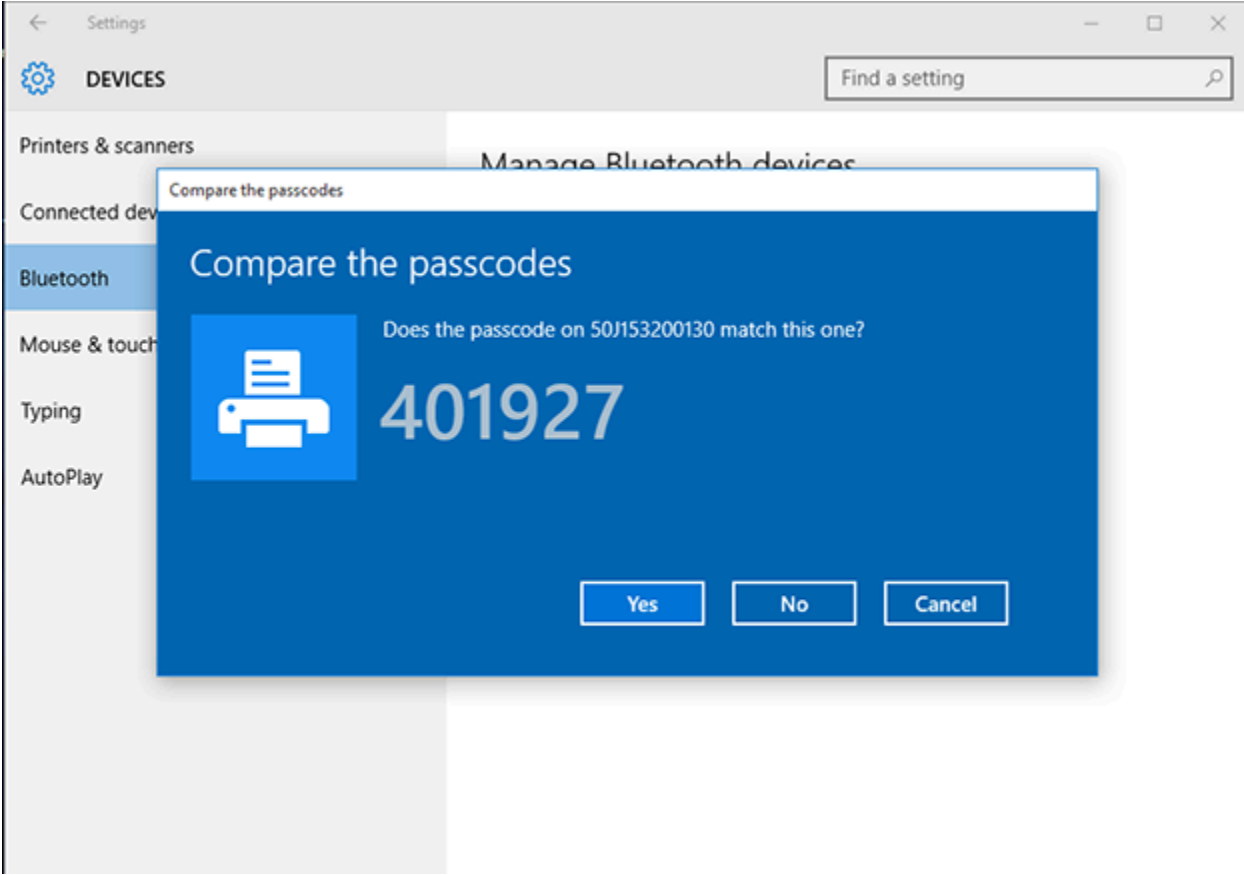 Settings
DEVICES
Find a setting
Printers & scanners
Manage Bluetooth devices
Compare the passcodes
Connected dev
Compare the passcodes
Bluetooth
Does the passcode on 50J153200130 match this one?
Mouse & touch
401927
Typing
AutoPlay
Yes
No
Cancel